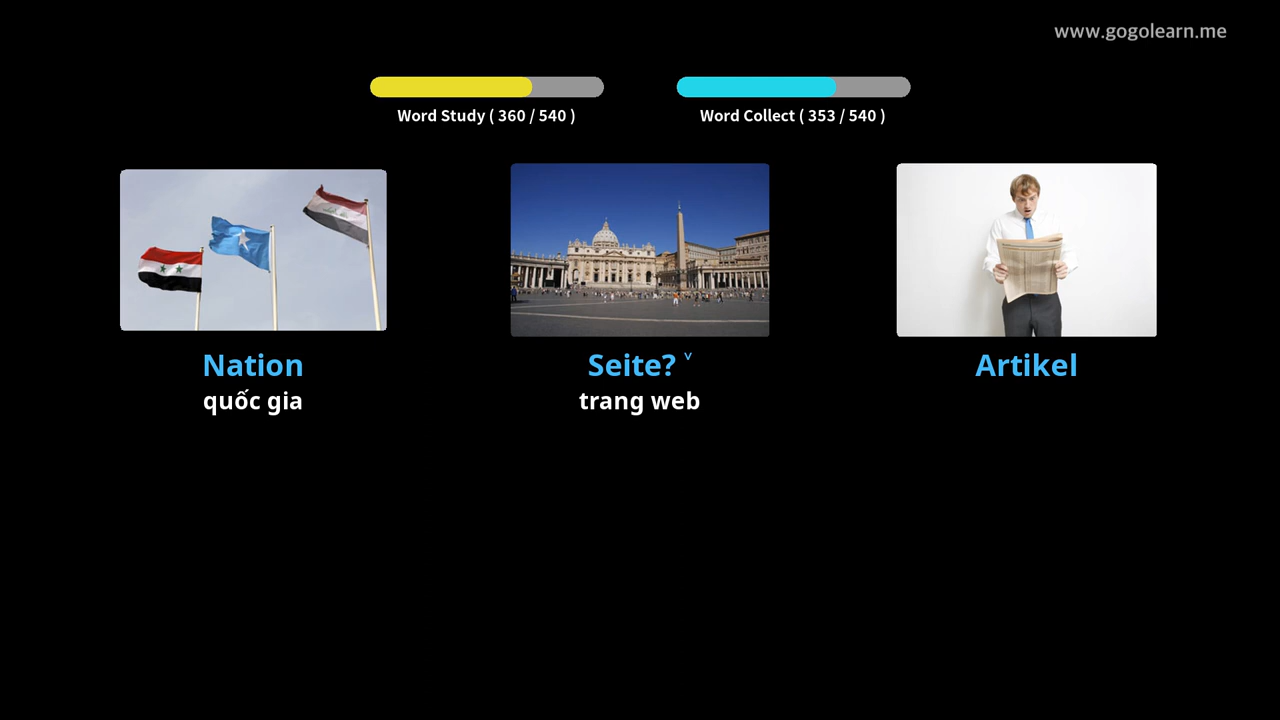 www.gogolearn.me
Word Study ( 360 / 540 )
Word Collect ( 353 / 540 )
Nation
Seite? ˅
Artikel
quốc gia
trang web